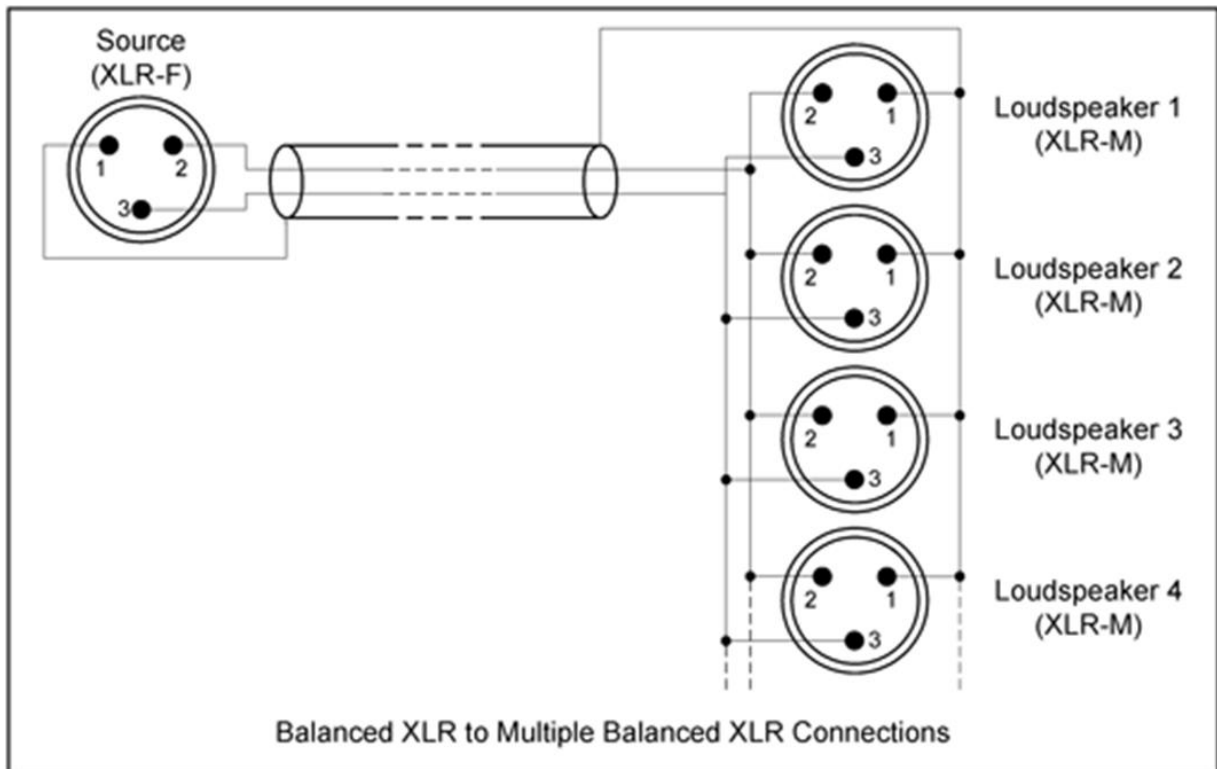 Source
(XLR-F)
1
2
3
2
1
3
Loudspeaker 1
(XLR-M)
2
1
3
Loudspeaker 2
(XLR-M)
2
1
3
Loudspeaker 3
(XLR-M)
2
1
3
Loudspeaker 4
(XLR-M)
Balanced XLR to Multiple Balanced XLR Connections